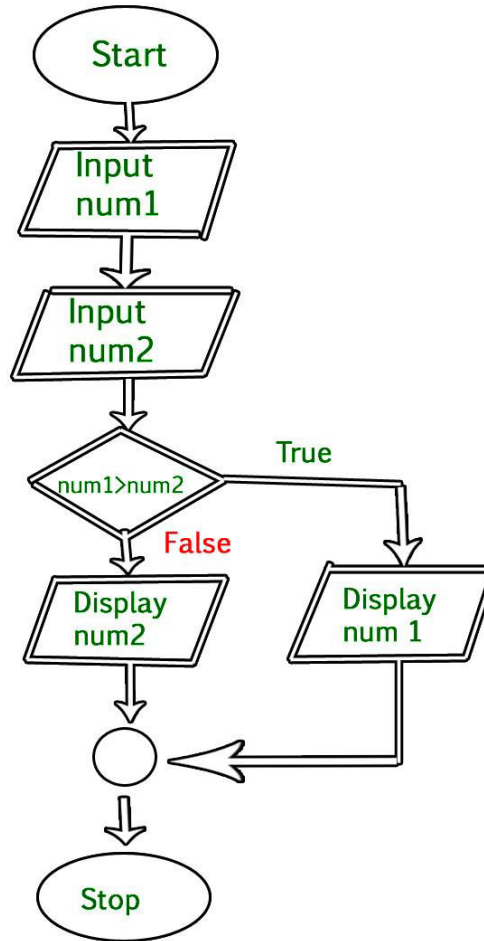 Start
Input
num1
Input
num2
num1>num2
True
False
Display
num2
Display
num 1
Stop